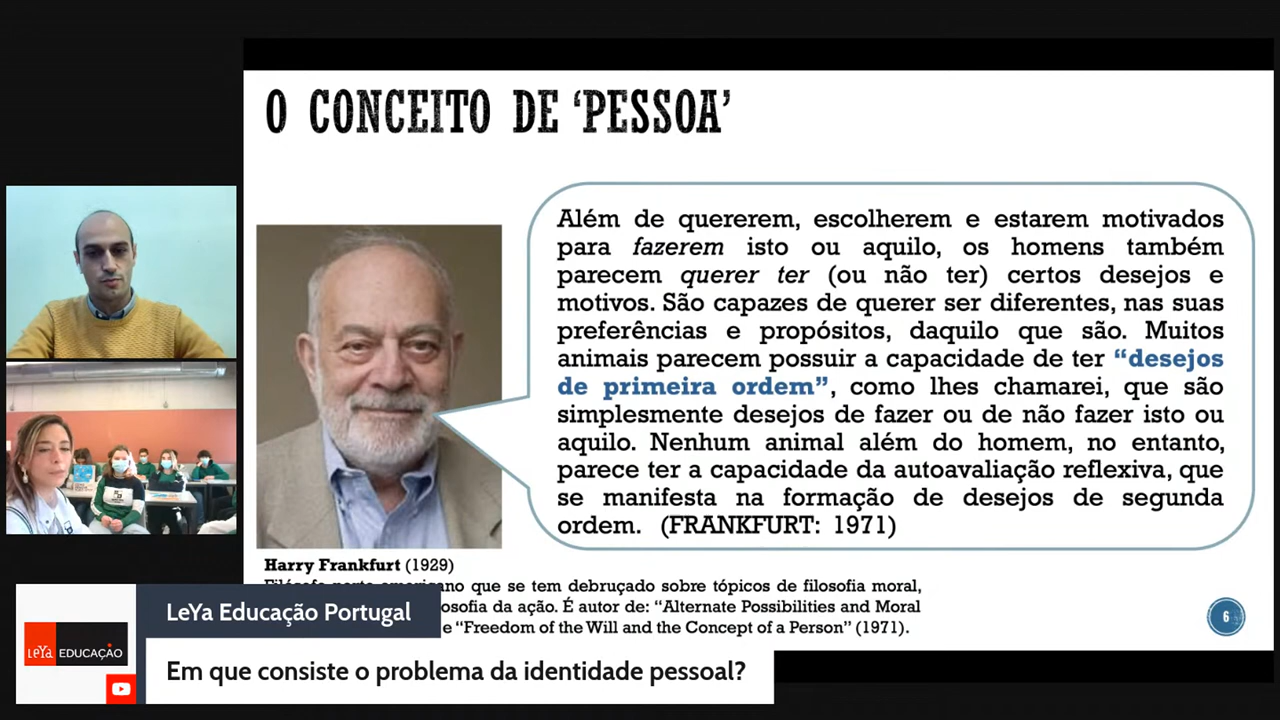 O CONCEITO DE ‘PESSOA’
Além de quererem, escolherem e estarem motivados
para fazerem isto ou aquilo, os homens também
parecem querer ter (ou não ter) certos desejos e
motivos. São capazes de querer ser diferentes, nas suas
preferências e propósitos, daquilo que são. Muitos
animais parecem possuir a capacidade de ter “desejos
de primeira ordem”, como lhes chamarei, que são
simplesmente desejos de fazer ou de não fazer isto ou
aquilo. Nenhum animal além do homem, no entanto,
parece ter a capacidade da autoavaliação reflexiva, que
se manifesta na formação de desejos de segunda
ordem. (FRANKFURT: 1971)
Harry Frankfurt (1929)
que se tem debruçado sobre tópicos de filosofia moral,
da ação. É autor de: “Alternate Possibilities and Moral
e “Freedom of the Will and the Concept of a Person” (1971).
6
LeYa Educação Portugal
LeYa EDUCAÇÃO
Em que consiste o problema da identidade pessoal?